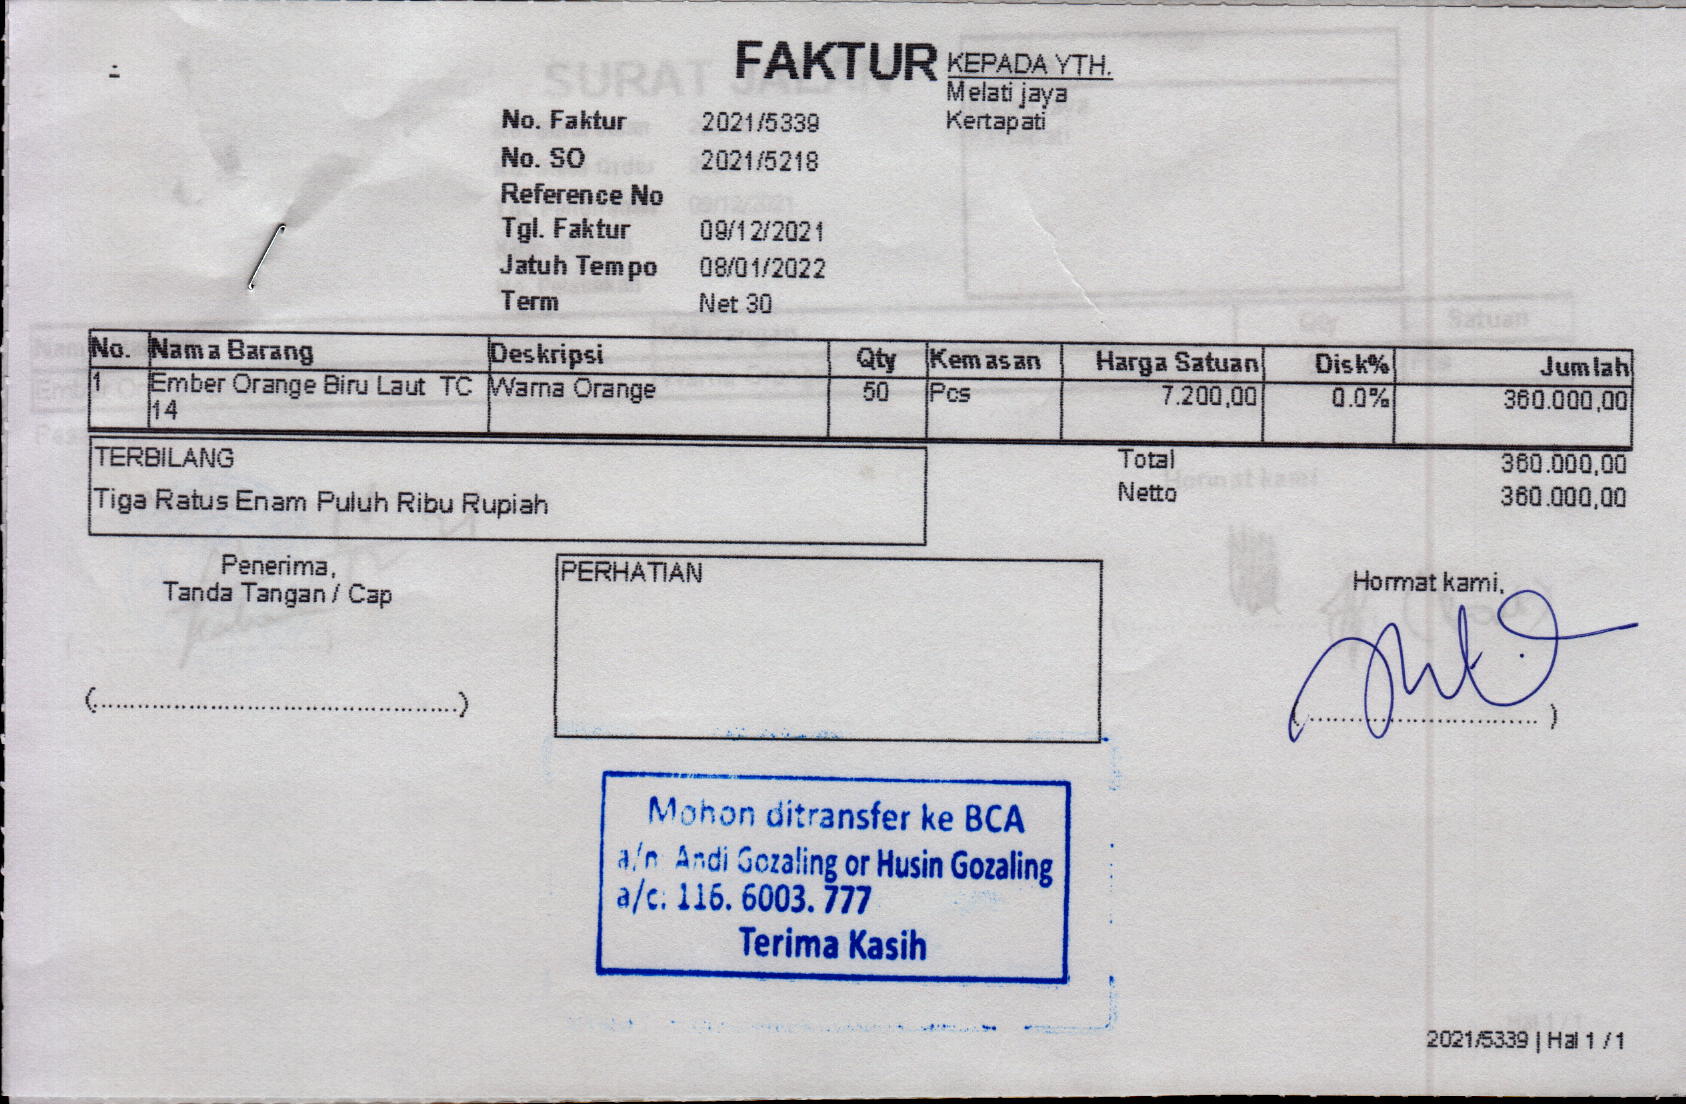 FAKTUR
KEPADA YTH.
Melati jaya
Kertapati
No. Faktur 2021/5339
No. SO 2021/5218
Reference No
Tgl. Faktur 09/12/2021
Jatuh Tempo 08/01/2022
Term Net 30
No. Nama Barang Deskripsi Qty Kemasan Harga Satuan Disk% Jumlah
1 Ember Orange Biru Laut TC Warna Orange 50 Pcs 7.200,00 0.0% 360.000,00
14
TERBILANG
Tiga Ratus Enam Puluh Ribu Rupiah
Total 360.000,00
Netto 360.000,00
Penerima,
Tanda Tangan / Cap
(................................................)
PERHATIAN
Hormat kami,
(............................. )
Mohon ditransfer ke BCA
a/n Andi Gozaling or Husin Gozaling
a/c: 116. 6003. 777
Terima Kasih
2021/5339 | Hal 1 / 1
SURAT JALAN